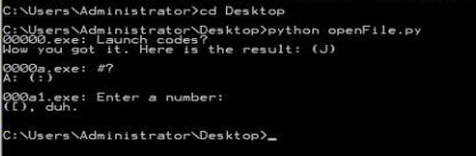 C:\Users\Administrator>cd Desktop
C:\Users\Administrator\Desktop>python openFile.py
00000.exe: Launch codes?
Wow you got it. Here is the result: (J)
0000a.exe: #?
A: (:)
000a1.exe: Enter a number:
([), duh.
C:\Users\Administrator\Desktop>_